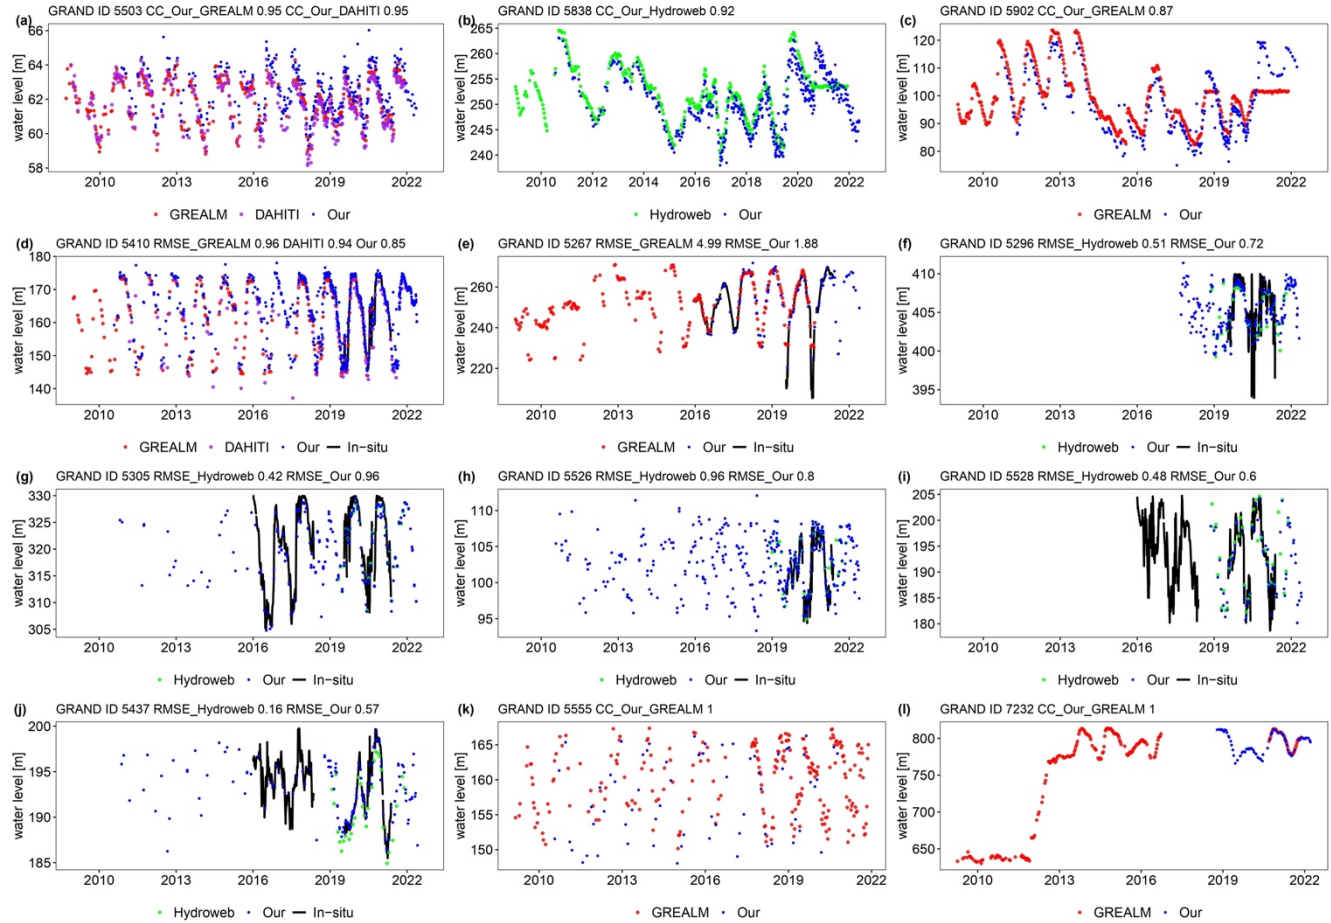 (a) GRAND ID 5503 CC_Our_GREALM 0.95 CC_Our_DAHITI 0.95
water level [m]
66
64
62
60
58
2010 2013 2016 2019 2022
GREALM DAHITI Our
(b) GRAND ID 5838 CC_Our_Hydroweb 0.92
water level [m]
265
260
255
250
245
240
2010 2012 2014 2016 2018 2020 2022
Hydroweb Our
(c) GRAND ID 5902 CC_Our_GREALM 0.87
water level [m]
120
110
100
90
80
2010 2013 2016 2019 2022
GREALM Our
(d) GRAND ID 5410 RMSE_GREALM 0.96 DAHITI 0.94 Our 0.85
water level [m]
180
170
160
150
140
2010 2013 2016 2019 2022
GREALM DAHITI Our In-situ
(e) GRAND ID 5267 RMSE_GREALM 4.99 RMSE_Our 1.88
water level [m]
260
240
220
2010 2013 2016 2019 2022
GREALM Our In-situ
(f) GRAND ID 5296 RMSE_Hydroweb 0.51 RMSE_Our 0.72
water level [m]
410
405
400
395
2010 2013 2016 2019 2022
Hydroweb Our In-situ
(g) GRAND ID 5305 RMSE_Hydroweb 0.42 RMSE_Our 0.96
water level [m]
330
325
320
315
310
305
2010 2013 2016 2019 2022
Hydroweb Our In-situ
(h) GRAND ID 5526 RMSE_Hydroweb 0.96 RMSE_Our 0.8
water level [m]
110
105
100
95
2010 2013 2016 2019 2022
Hydroweb Our In-situ
(i) GRAND ID 5528 RMSE_Hydroweb 0.48 RMSE_Our 0.6
water level [m]
205
200
195
190
185
180
2010 2013 2016 2019 2022
Hydroweb Our In-situ
(j) GRAND ID 5437 RMSE_Hydroweb 0.16 RMSE_Our 0.57
water level [m]
200
195
190
185
2010 2013 2016 2019 2022
Hydroweb Our In-situ
(k) GRAND ID 5555 CC_Our_GREALM 1
water level [m]
165
160
155
150
2010 2013 2016 2019 2022
GREALM Our
(l) GRAND ID 7232 CC_Our_GREALM 1
water level [m]
800
750
700
650
2010 2013 2016 2019 2022
GREALM Our